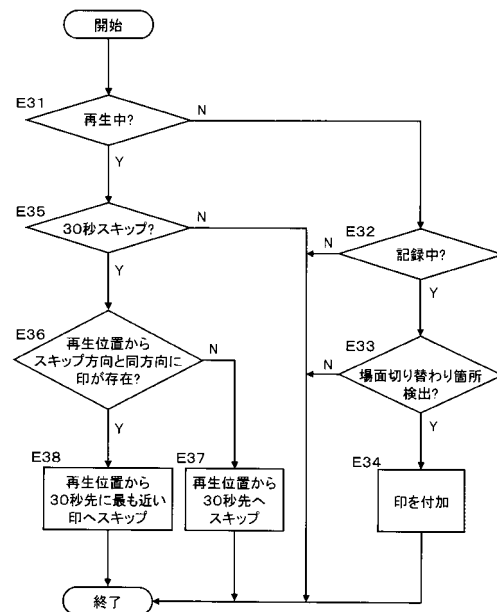 開始
E31
再生中?
N
Y
E35
30秒スキップ?
N
Y
E32
記録中?
N
Y
E36
再生位置から
スキップ方向と同方向に
印が存在?
N
Y
E33
場面切り替わり箇所
検出?
N
Y
E38
再生位置から
30秒先に最も近い
印へスキップ
E37
再生位置から
30秒先へ
スキップ
E34
印を付加
終了